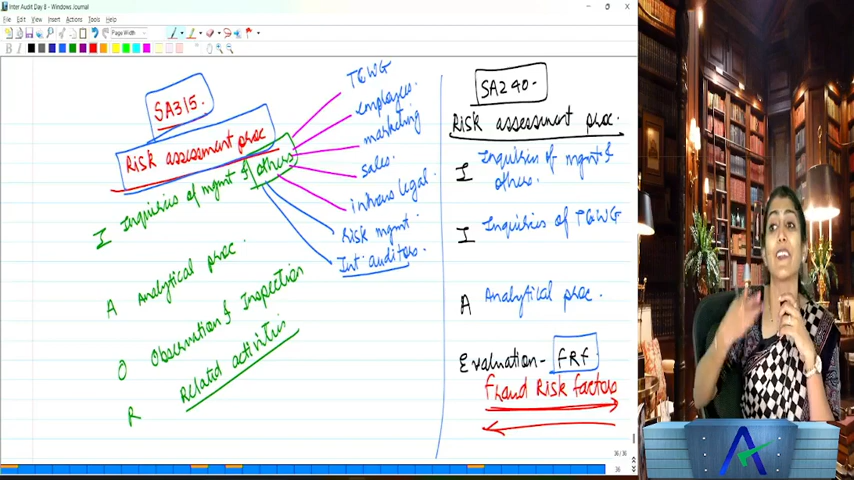 Inter Audit Day 8 - Windows Journal
File Edit View Insert Actions Tools Help
Page Width
SA315.
Risk assessment proc
I Inquiries of mgmt & others
TCWG
employees.
marketing
sales.
inhouse legal.
Risk mgmt.
Int. auditors.
A Analytical proc.
O Observation & Inspection
R Related activities
SA240.
Risk assessment proc.
I Inquiries of mgmt &
others.
I Inquiries of TCWG
A Analytical proc.
Evaluation- FRF
Fraud Risk Factors
36/36
36